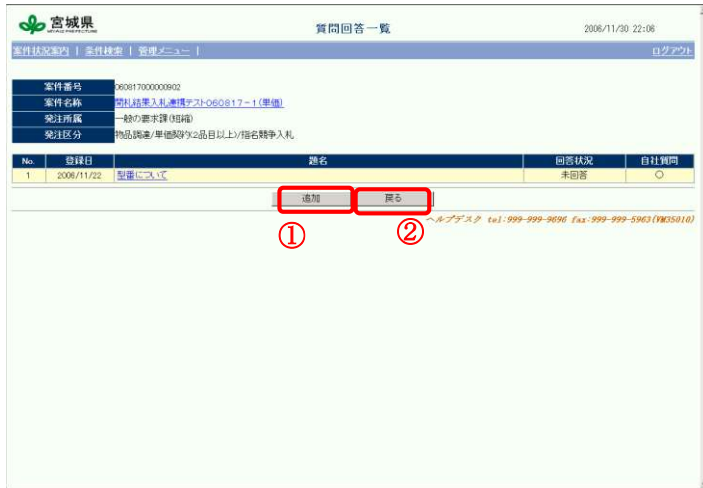 宮城県
MIYAGI PREFECTURE
質問回答一覧
2006/11/30 22:06
案件状況案内 | 案件検索 | 管理メニュー |
ログアウト
案件番号 060817000000902
案件名称 開札結果入札連携テスト060817-1(単価)
発注所属 一般の要求課(組織)
発注区分 物品調達/単価契約(2品目以上)/指名競争入札
No. 登録日 題名 回答状況 自社質問
1 2006/11/22 型番について 未回答 ○
追加 戻る
① ②
ヘルプデスク tel:999-999-9696 fax:999-999-5963(YM35010)